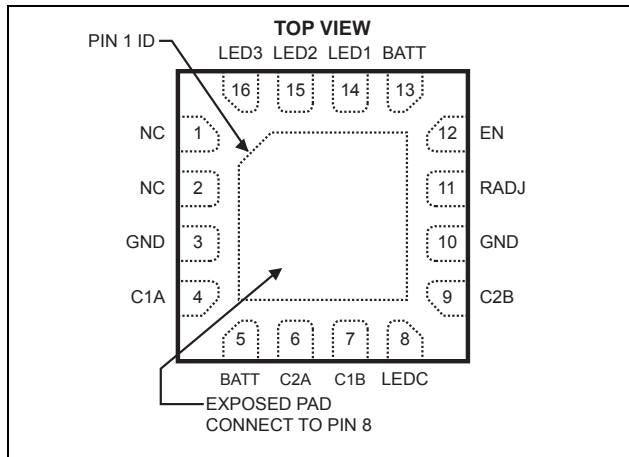 TOP VIEW
PIN 1 ID
LED3 LED2 LED1 BATT
16 15 14 13
NC 1 12 EN
NC 2 11 RADJ
GND 3 10 GND
C1A 4 9 C2B
5 6 7 8
BATT C2A C1B LEDC
EXPOSED PAD
CONNECT TO PIN 8